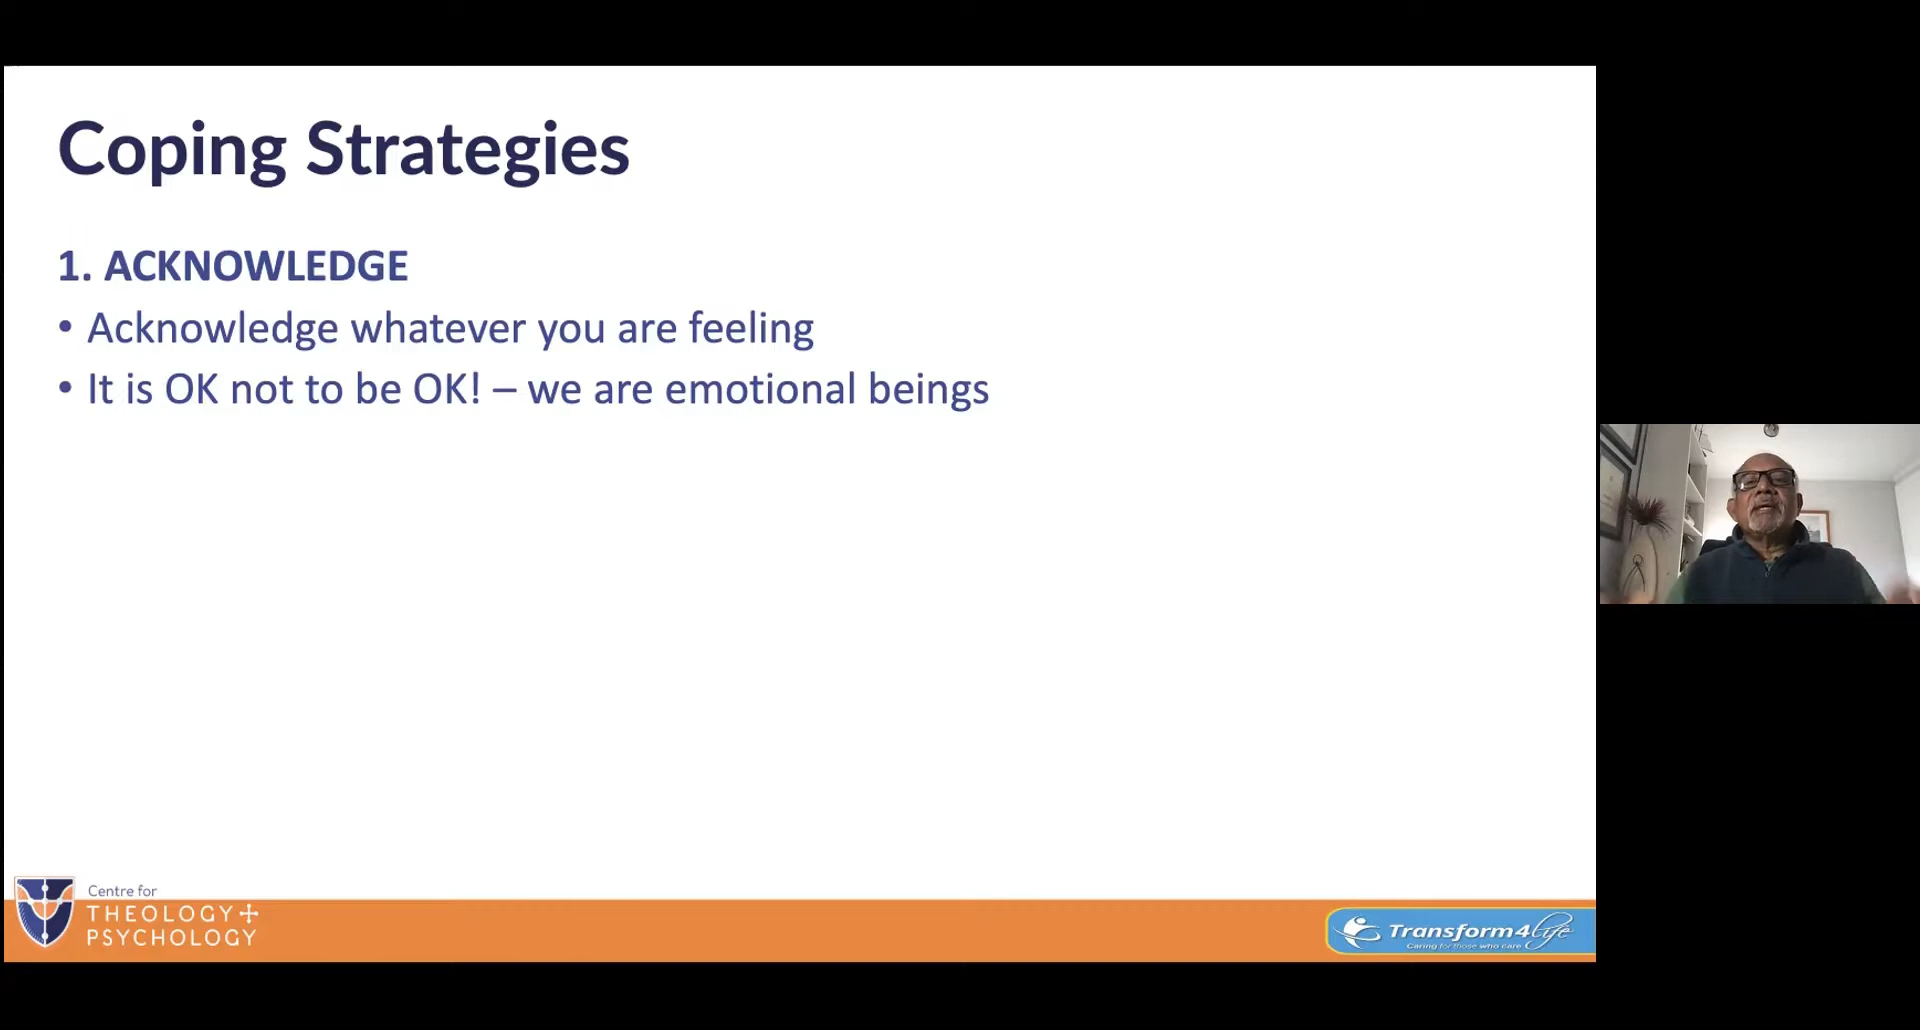 Coping Strategies
1. ACKNOWLEDGE
• Acknowledge whatever you are feeling
• It is OK not to be OK! – we are emotional beings
Centre for
THEOLOGY+
PSYCHOLOGY
Transform4life
Caring for those who care